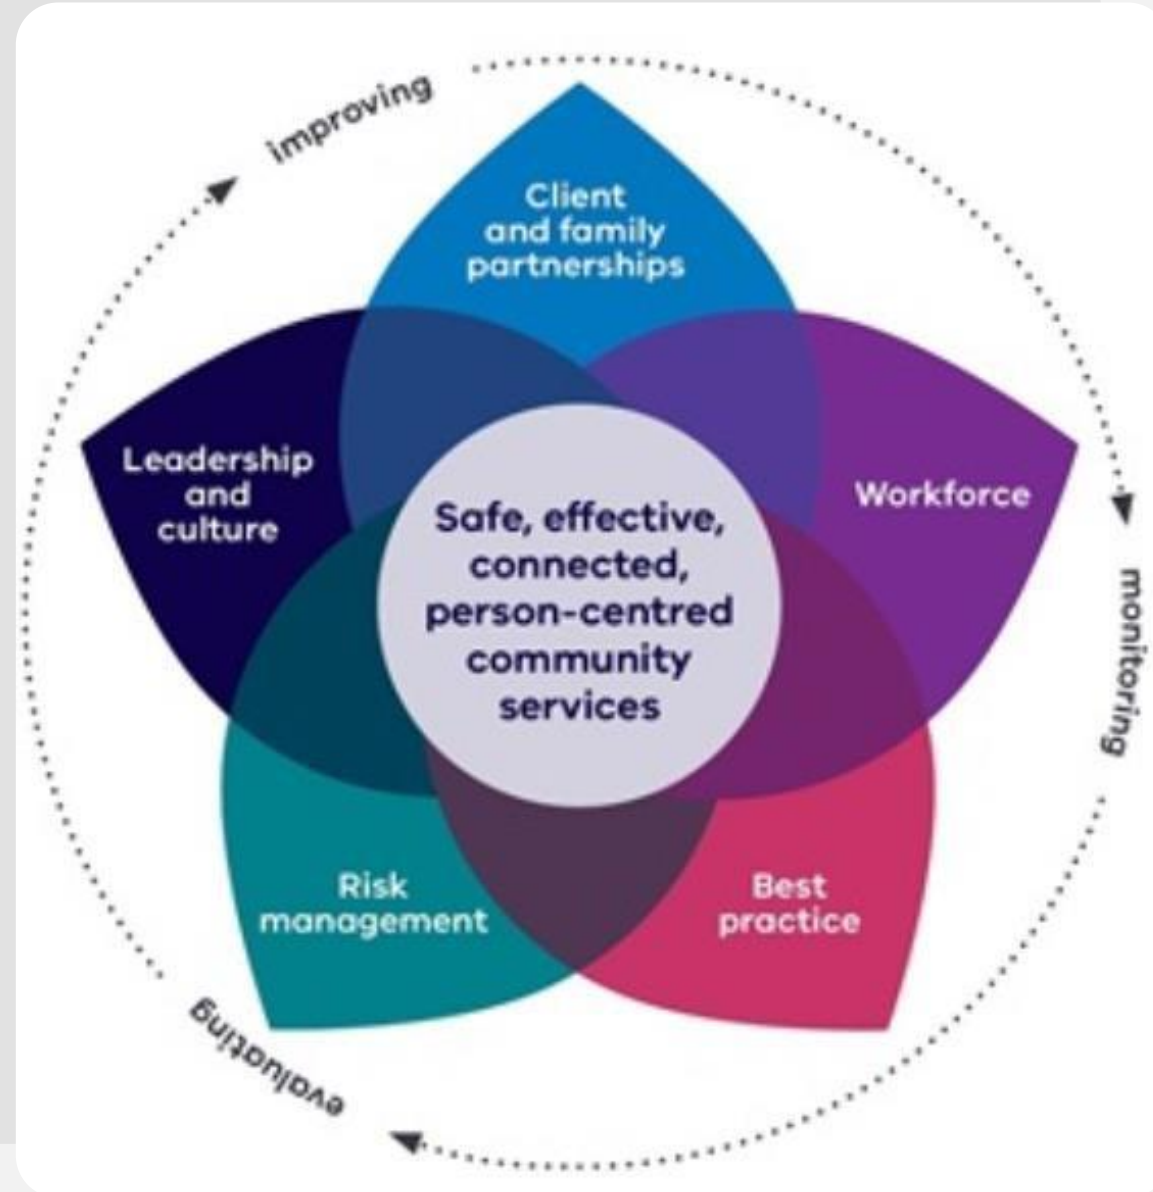 improving
Client
and family
partnerships
Leadership
and
culture
Workforce
Safe, effective,
connected,
person-centred
community
services
monitoring
Risk
management
Best
practice
evaluating